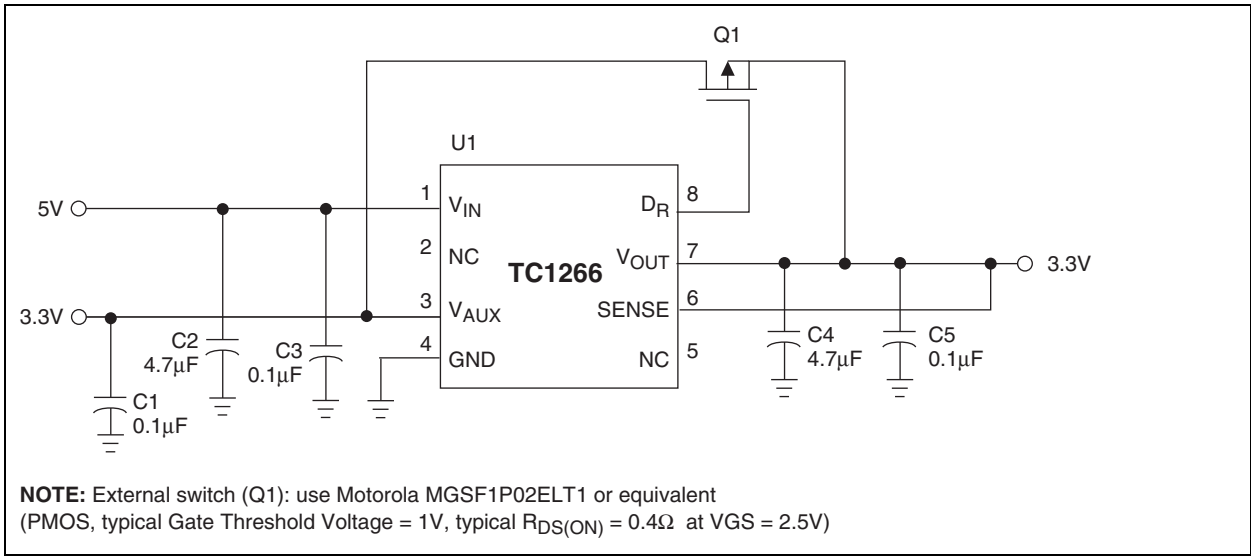 Q1
U1
5V
1
VIN
DR
8
2
NC
TC1266
VOUT
7
3.3V
3.3V
3
VAUX
SENSE
6
4
GND
NC
5
C2
4.7µF
C3
0.1µF
C4
4.7µF
C5
0.1µF
C1
0.1µF
NOTE: External switch (Q1): use Motorola MGSF1P02ELT1 or equivalent
(PMOS, typical Gate Threshold Voltage = 1V, typical RDS(ON) = 0.4Ω at VGS = 2.5V)